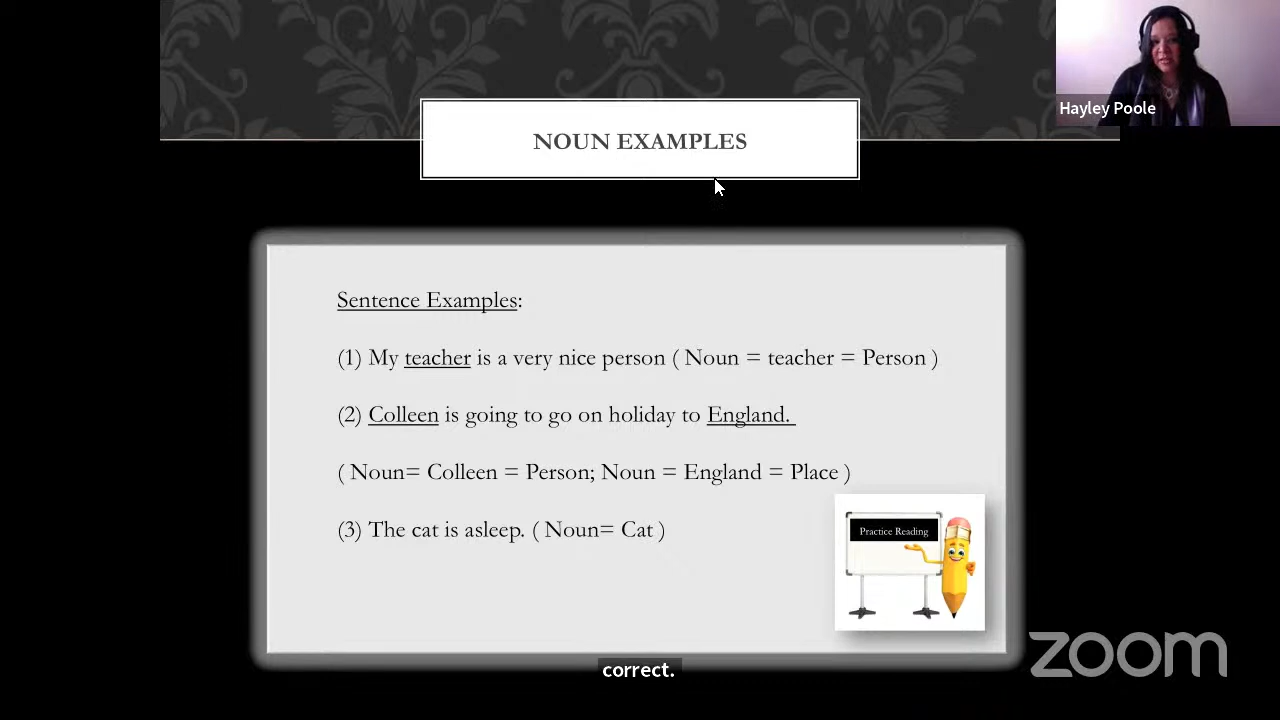 Hayley Poole
NOUN EXAMPLES
Sentence Examples:
(1) My teacher is a very nice person ( Noun = teacher = Person )
(2) Colleen is going to go on holiday to England.
( Noun= Colleen = Person; Noun = England = Place )
(3) The cat is asleep. ( Noun= Cat )
Practice Reading
zoom
correct.